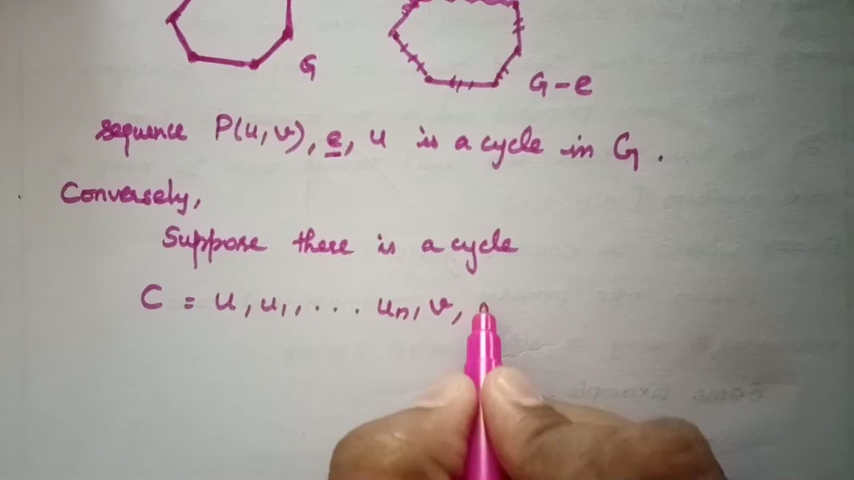 G
G-e
sequence P(u,v), e, u is a cycle in G.
Conversely,
Suppose there is a cycle
C = u, u₁, .... uₙ, v,